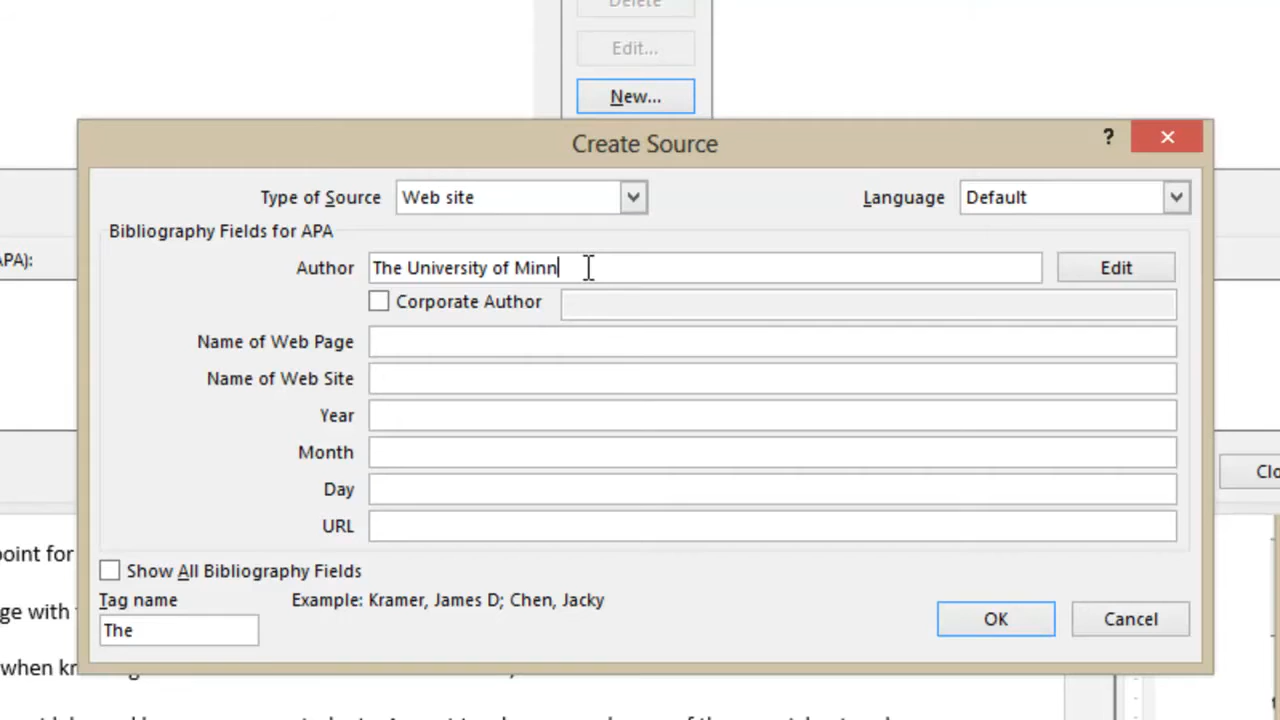 Delete
Edit...
New...
Create Source
?
Type of Source Web site Language Default
Bibliography Fields for APA
APA):
Author The University of Minn Edit
Corporate Author
Name of Web Page
Name of Web Site
Year
Month
Clo
Day
URL
point for
Show All Bibliography Fields
Tag name Example: Kramer, James D; Chen, Jacky
ge with
The
OK Cancel
when kr